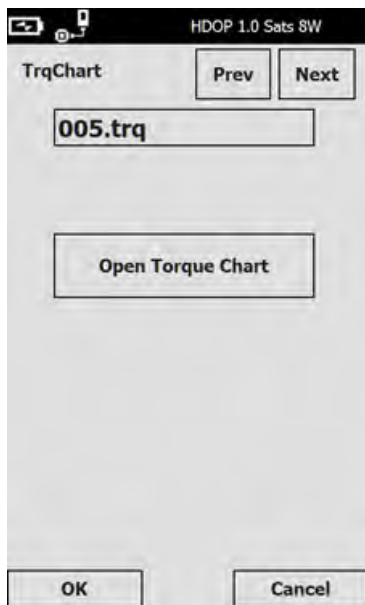 HDOP 1.0 Sats 8W
TrqChart Prev Next
005.trq
Open Torque Chart
OK Cancel